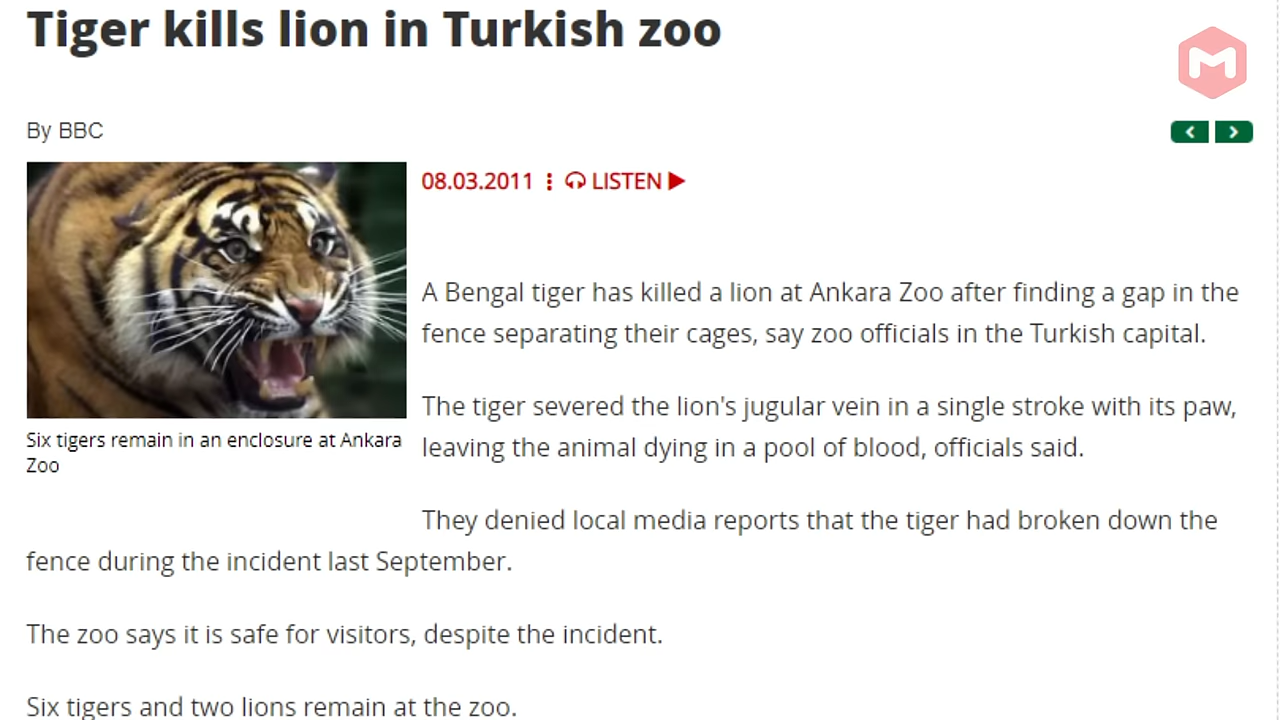 Tiger kills lion in Turkish zoo
M
By BBC
08.03.2011 LISTEN
A Bengal tiger has killed a lion at Ankara Zoo after finding a gap in the
fence separating their cages, say zoo officials in the Turkish capital.
The tiger severed the lion's jugular vein in a single stroke with its paw,
leaving the animal dying in a pool of blood, officials said.
Six tigers remain in an enclosure at Ankara
Zoo
They denied local media reports that the tiger had broken down the
fence during the incident last September.
The zoo says it is safe for visitors, despite the incident.
Six tigers and two lions remain at the zoo.